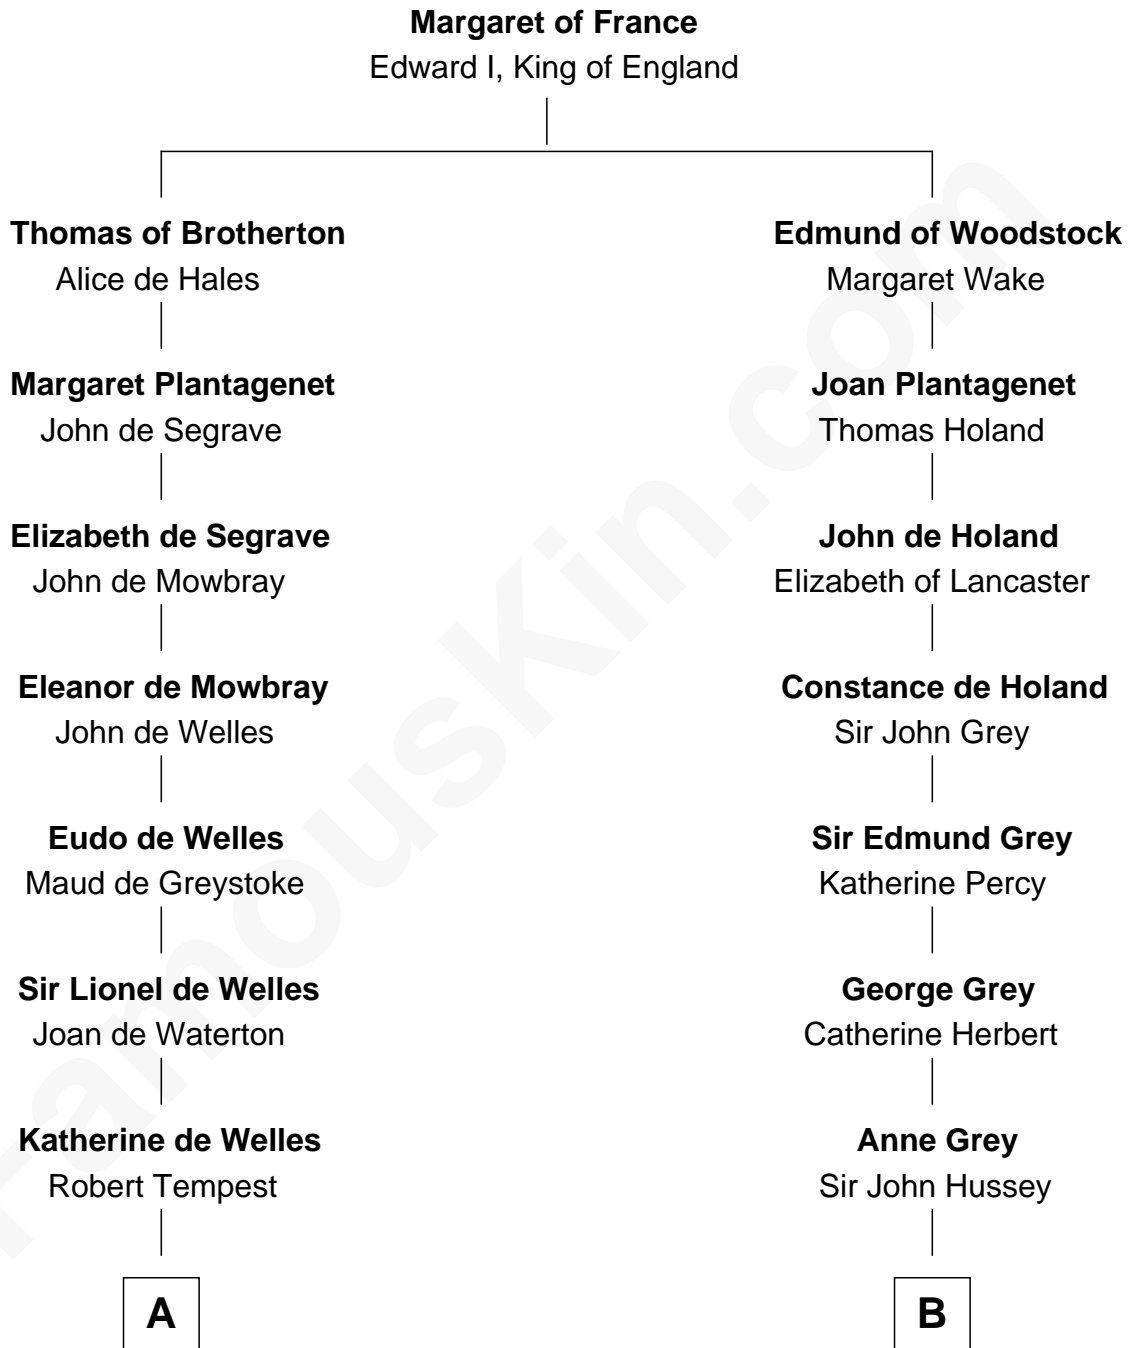 Margaret of France
Edward I, King of England
Thomas of Brotherton
Alice de Hales
Edmund of Woodstock
Margaret Wake
Margaret Plantagenet
John de Segrave
Joan Plantagenet
Thomas Holand
Elizabeth de Segrave
John de Mowbray
John de Holand
Elizabeth of Lancaster
Eleanor de Mowbray
John de Welles
Constance de Holand
Sir John Grey
Eudo de Welles
Maud de Greystoke
Sir Edmund Grey
Katherine Percy
Sir Lionel de Welles
Joan de Waterton
George Grey
Catherine Herbert
Katherine de Welles
Robert Tempest
Anne Grey
Sir John Hussey
A
B
FamousKin.com